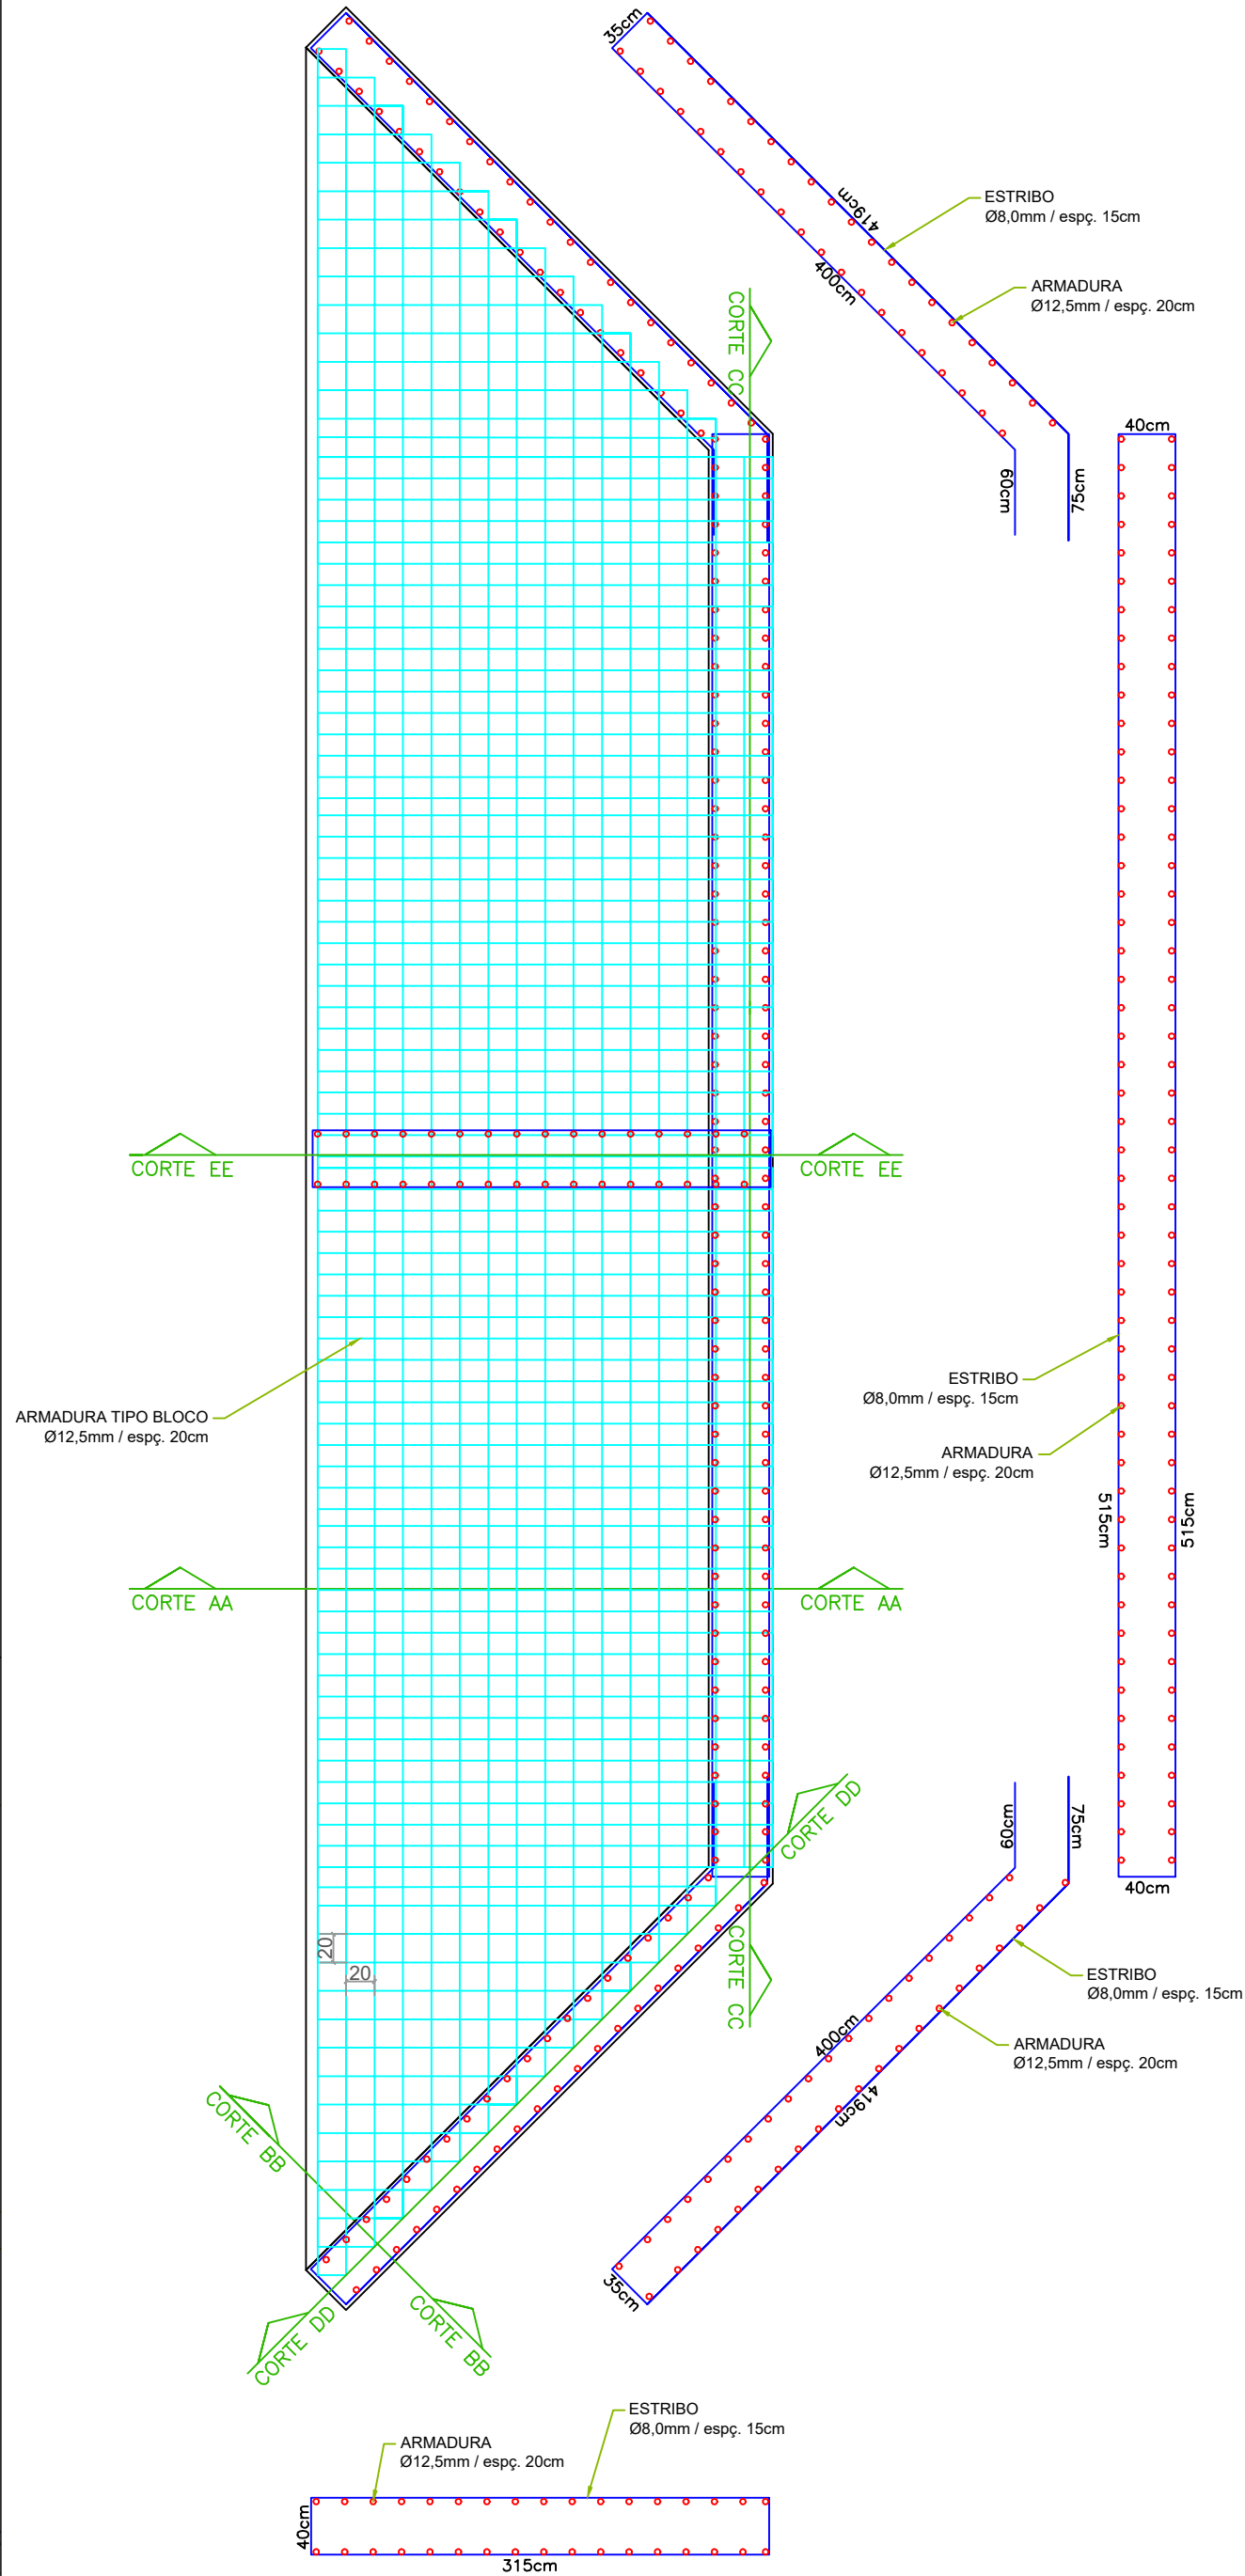 35cm
419cm
400cm
ESTRIBO
Ø8,0mm / espç. 15cm
ARMADURA
Ø12,5mm / espç. 20cm
CORTE CC
60cm
75cm
40cm
CORTE EE
CORTE EE
ARMADURA TIPO BLOCO
Ø12,5mm / espç. 20cm
ESTRIBO
Ø8,0mm / espç. 15cm
ARMADURA
Ø12,5mm / espç. 20cm
515cm
515cm
CORTE AA
CORTE AA
CORTE DD
60cm
75cm
40cm
20
20
CORTE CC
ESTRIBO
Ø8,0mm / espç. 15cm
ARMADURA
Ø12,5mm / espç. 20cm
400cm
419cm
CORTE BB
35cm
CORTE DD
CORTE BB
ESTRIBO
Ø8,0mm / espç. 15cm
ARMADURA
Ø12,5mm / espç. 20cm
40cm
315cm